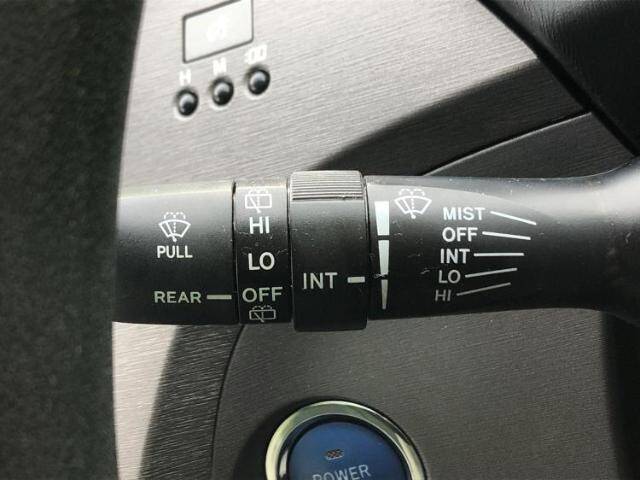 H M
PULL
REAR
HI
LO
OFF
INT
MIST
OFF
INT
LO
HI
POWER